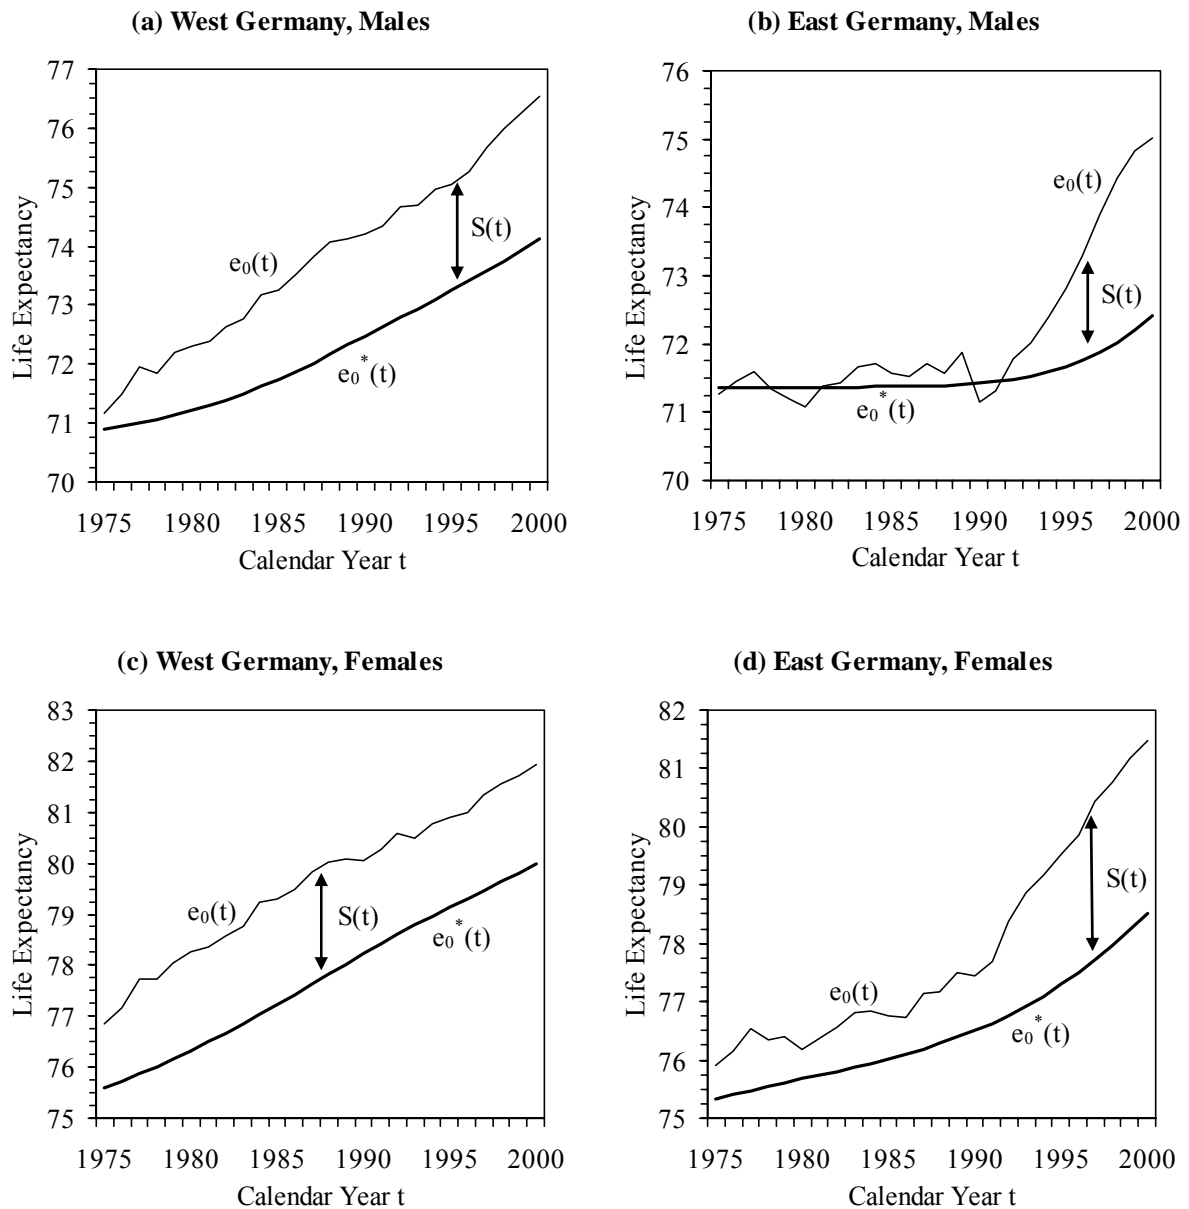 (a) West Germany, Males
77
76
75
74
73
72
71
70
Life Expectancy
e₀(t)
S(t)
e₀*(t)
1975 1980 1985 1990 1995 2000
Calendar Year t
(b) East Germany, Males
76
75
74
73
72
71
70
Life Expectancy
e₀(t)
S(t)
e₀*(t)
1975 1980 1985 1990 1995 2000
Calendar Year t
(c) West Germany, Females
83
82
81
80
79
78
77
76
75
Life Expectancy
e₀(t)
S(t)
e₀*(t)
1975 1980 1985 1990 1995 2000
Calendar Year t
(d) East Germany, Females
82
81
80
79
78
77
76
75
Life Expectancy
S(t)
e₀(t)
e₀*(t)
1975 1980 1985 1990 1995 2000
Calendar Year t